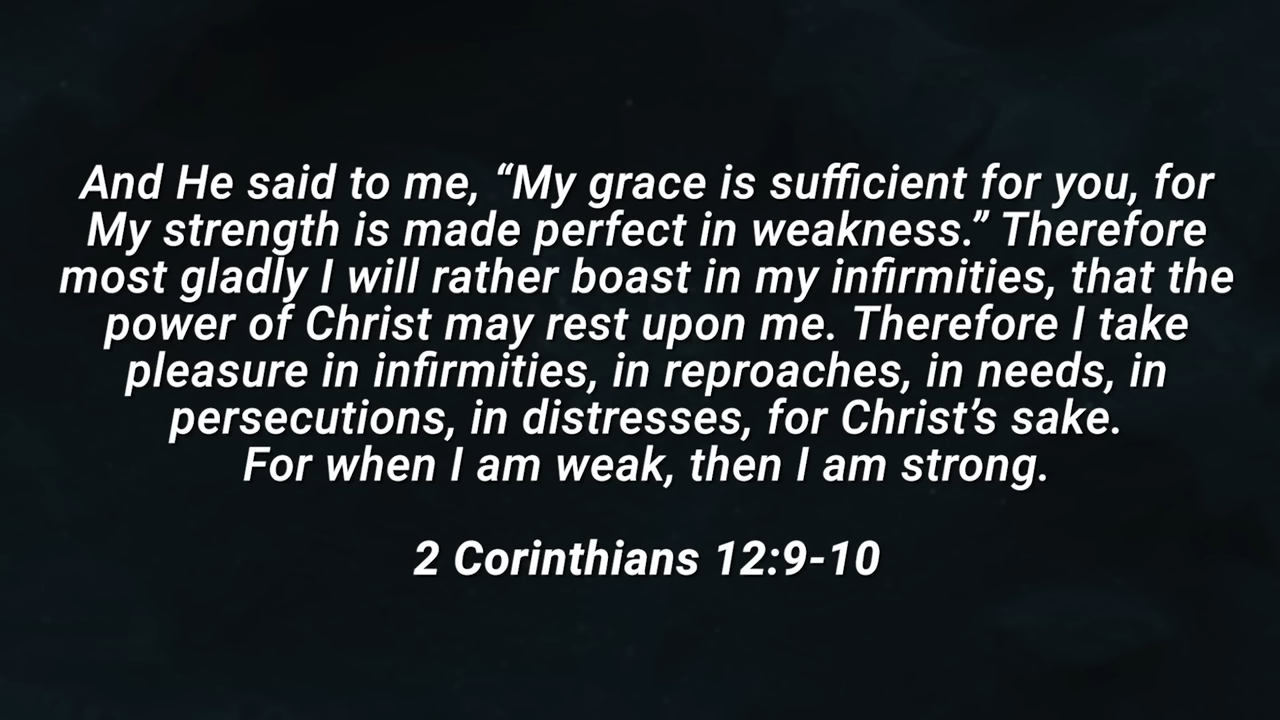 And He said to me, “My grace is sufficient for you, for
My strength is made perfect in weakness.” Therefore
most gladly I will rather boast in my infirmities, that the
power of Christ may rest upon me. Therefore I take
pleasure in infirmities, in reproaches, in needs, in
persecutions, in distresses, for Christ’s sake.
For when I am weak, then I am strong.
2 Corinthians 12:9-10